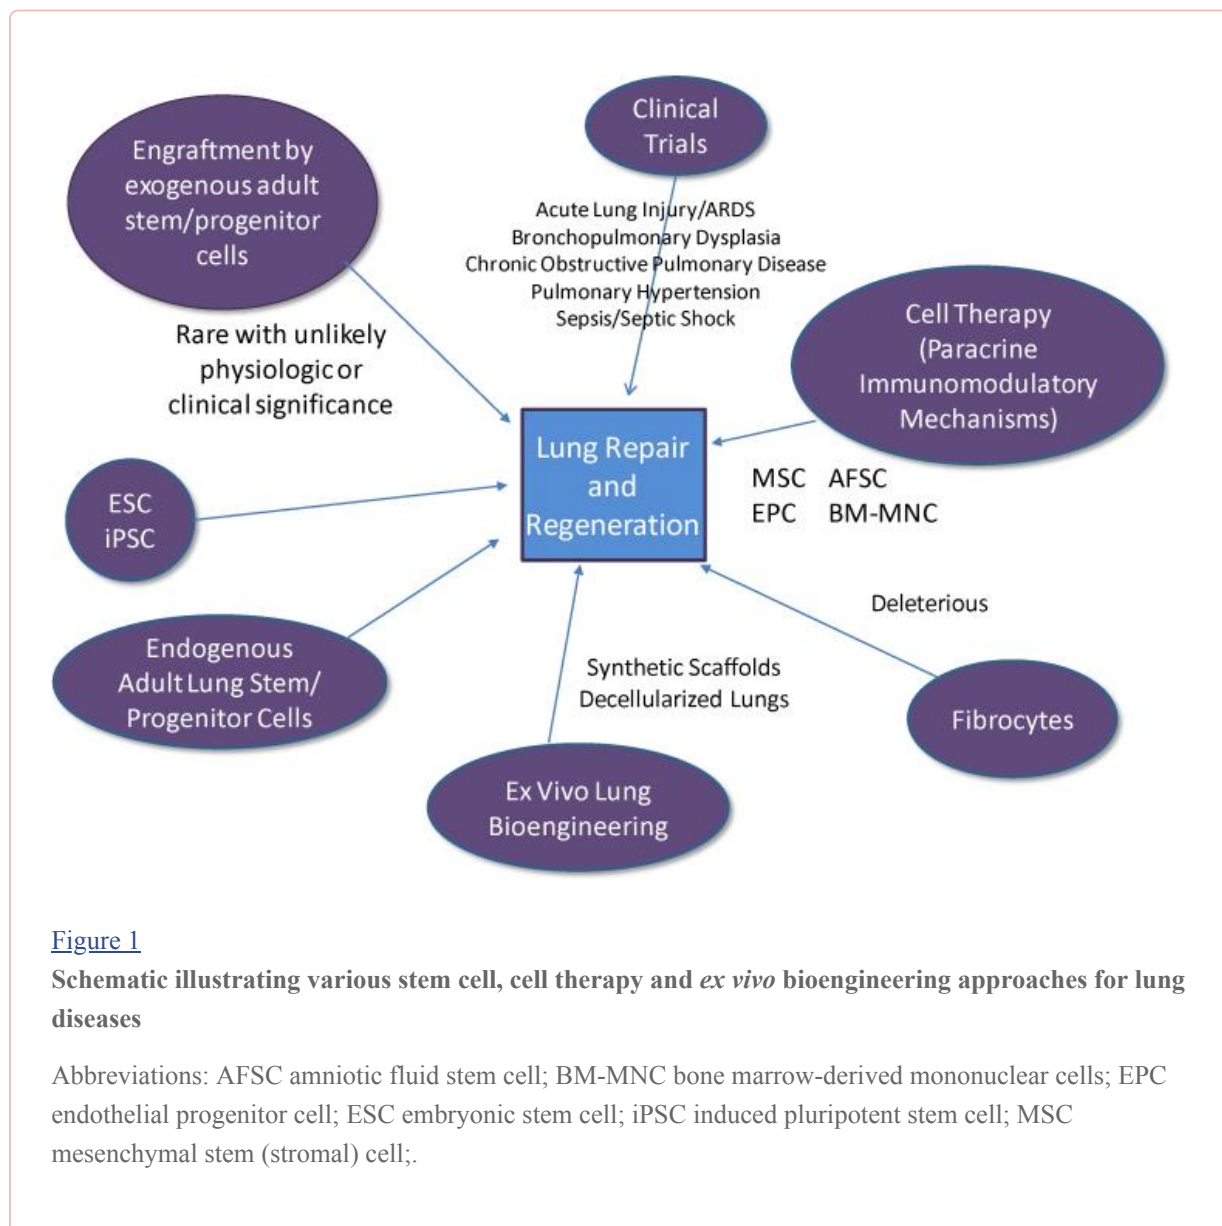 Engraftment by
exogenous adult
stem/progenitor
cells
Rare with unlikely
physiologic or
clinical significance
Clinical
Trials
Acute Lung Injury/ARDS
Bronchopulmonary Dysplasia
Chronic Obstructive Pulmonary Disease
Pulmonary Hypertension
Sepsis/Septic Shock
Cell Therapy
(Paracrine
Immunomodulatory
Mechanisms)
MSC AFSC
EPC BM-MNC
Lung Repair
and
Regeneration
ESC
iPSC
Endogenous
Adult Lung Stem/
Progenitor Cells
Synthetic Scaffolds
Decellularized Lungs
Ex Vivo Lung
Bioengineering
Deleterious
Fibrocytes
Figure 1
Schematic illustrating various stem cell, cell therapy and ex vivo bioengineering approaches for lung
diseases
Abbreviations: AFSC amniotic fluid stem cell; BM-MNC bone marrow-derived mononuclear cells; EPC
endothelial progenitor cell; ESC embryonic stem cell; iPSC induced pluripotent stem cell; MSC
mesenchymal stem (stromal) cell;.